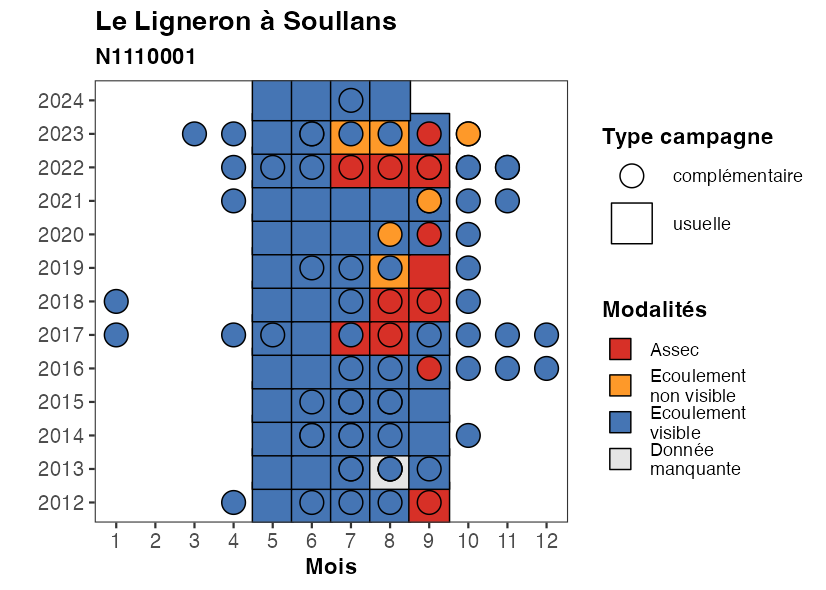 Le Ligneron à Soullans
N1110001
2024
2023
2022
2021
2020
2019
2018
2017
2016
2015
2014
2013
2012
1 2 3 4 5 6 7 8 9 10 11 12
Mois
Type campagne
complémentaire
usuelle
Modalités
Assec
Ecoulement
non visible
Ecoulement
visible
Donnée
manquante